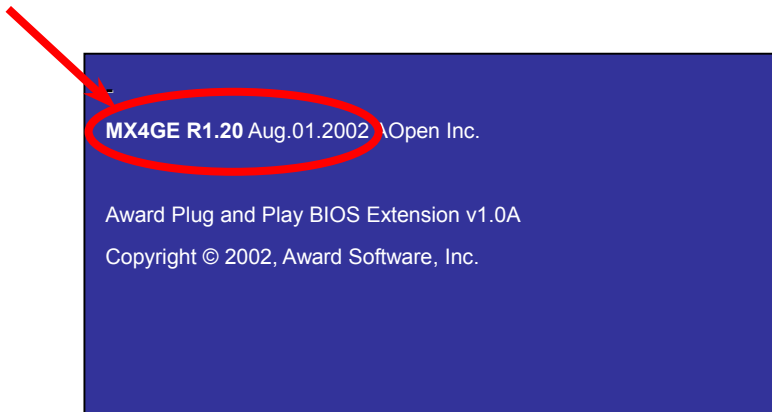 MX4GE R1.20 Aug.01.2002 AOpen Inc.
Award Plug and Play BIOS Extension v1.0A
Copyright © 2002, Award Software, Inc.